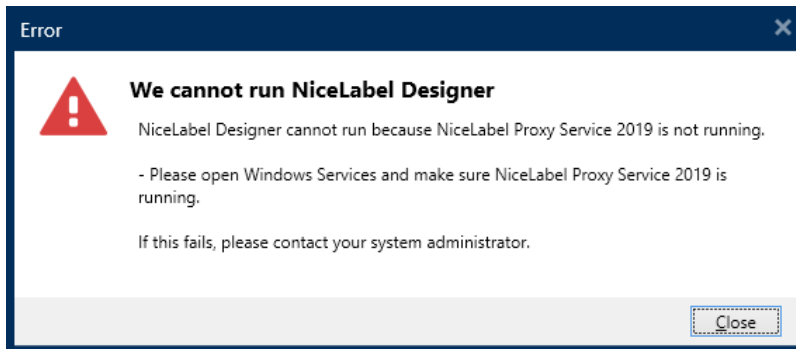 Error
We cannot run NiceLabel Designer
NiceLabel Designer cannot run because NiceLabel Proxy Service 2019 is not running.
- Please open Windows Services and make sure NiceLabel Proxy Service 2019 is
running.
If this fails, please contact your system administrator.
Close